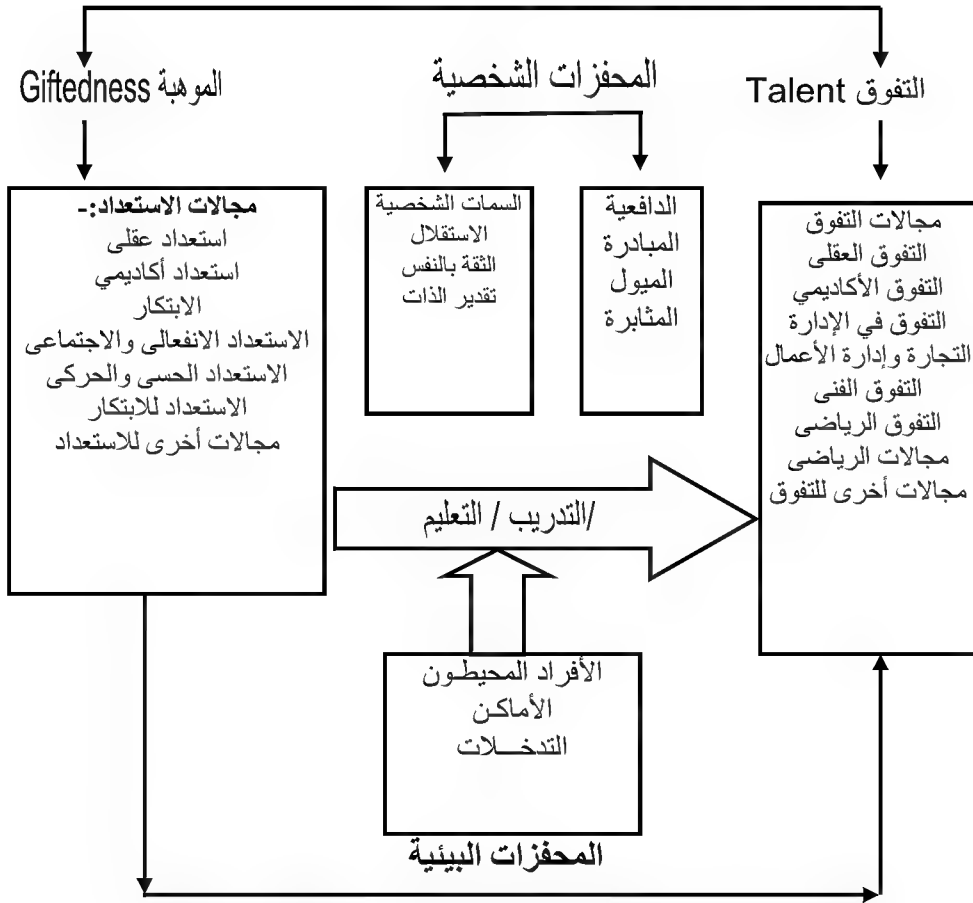 الموهبة Giftedness
المحفزات الشخصية
التفوق Talent
مجالات الاستعداد:-
استعداد عقلى
استعداد أكاديمي
الابتكار
الاستعداد الانفعالى والاجتماعى
الاستعداد الحسى والحركى
الاستعداد للابتكار
مجالات أخرى للاستعداد
السمات الشخصية
الاستقلال
الثقة بالنفس
تقدير الذات
الدافعية
المبادرة
الميول
المثابرة
مجالات التفوق
التفوق العقلى
التفوق الأكاديمي
التفوق في الإدارة
التجارة وإدارة الأعمال
التفوق الفنى
التفوق الرياضى
مجالات الرياضى
مجالات أخرى للتفوق
/التدريب / التعليم
الأفراد المحيطون
الأماكن
التدخلات
المحفزات البيئية